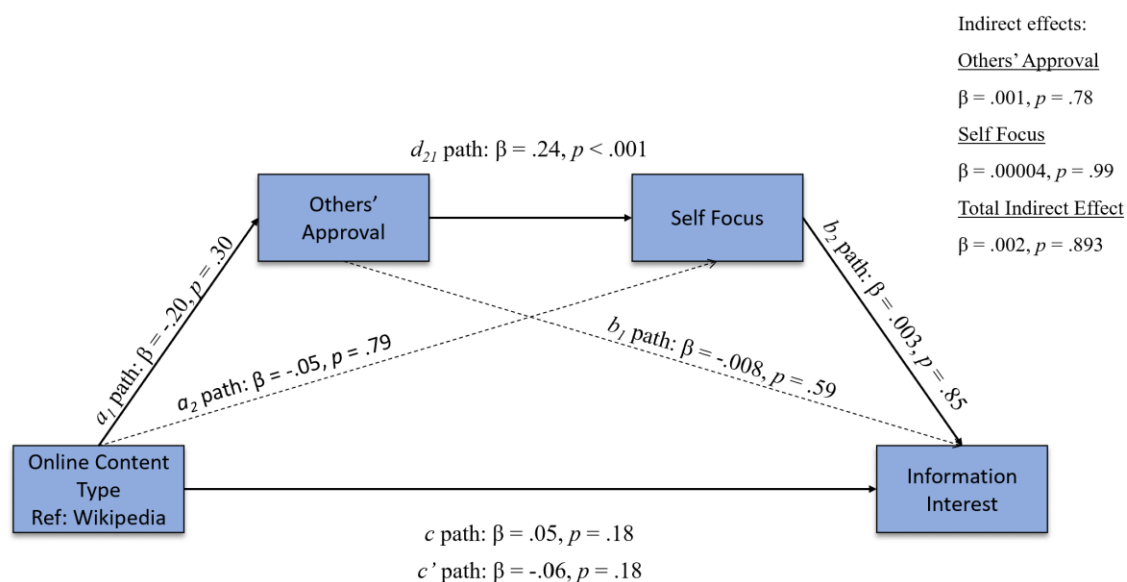 Indirect effects:
Others’ Approval
β = .001, p = .78
Self Focus
β = .00004, p = .99
Total Indirect Effect
β = .002, p = .893
d21 path: β = .24, p < .001
Others’
Approval
Self Focus
a1 path: β = -.20, p = .30
a2 path: β = -.05, p = .79
b1 path: β = -.008, p = .59
b2 path: β = .003, p = .85
Online Content
Type
Ref: Wikipedia
Information
Interest
c path: β = .05, p = .18
c’ path: β = -.06, p = .18